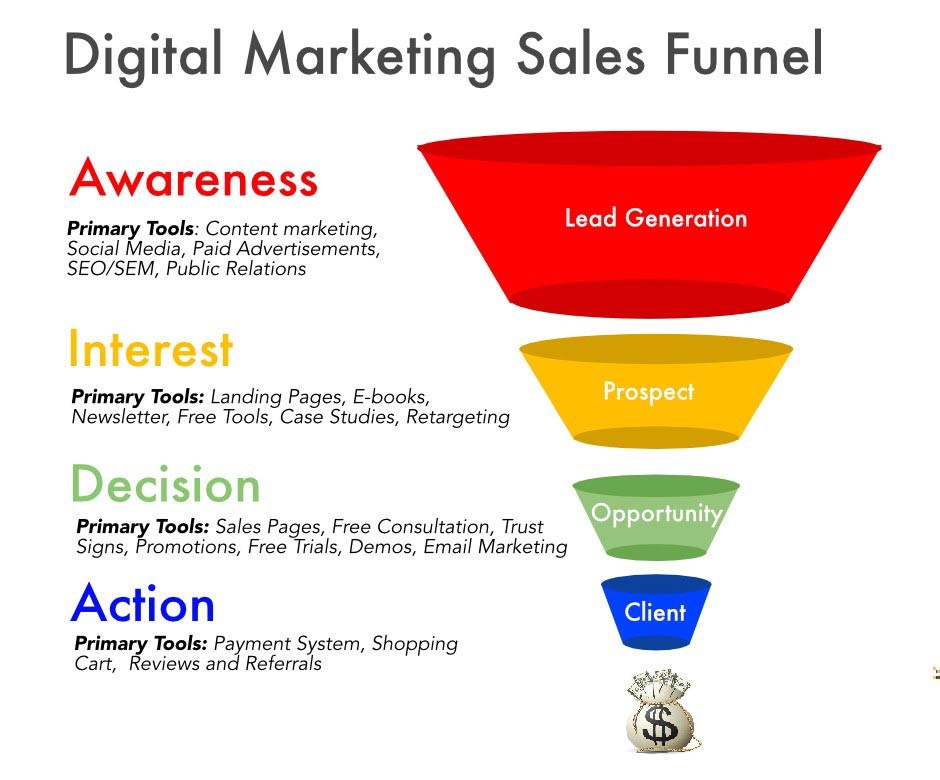 Digital Marketing Sales Funnel
Awareness
Primary Tools: Content marketing,
Social Media, Paid Advertisements,
SEO/SEM, Public Relations
Lead Generation
Interest
Primary Tools: Landing Pages, E-books,
Newsletter, Free Tools, Case Studies, Retargeting
Prospect
Decision
Primary Tools: Sales Pages, Free Consultation, Trust
Signs, Promotions, Free Trials, Demos, Email Marketing
Opportunity
Action
Primary Tools: Payment System, Shopping
Cart,  Reviews and Referrals
Client
$